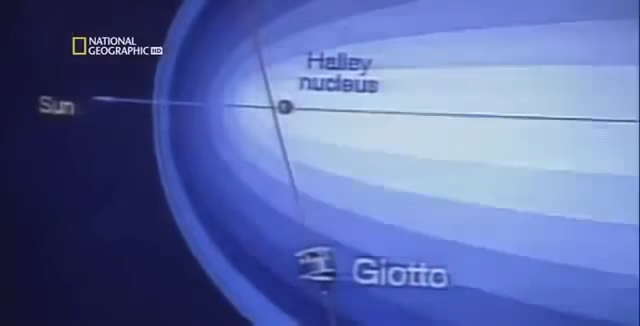 NATIONAL
GEOGRAPHIC HD
Halley
nucleus
Sun
Giotto